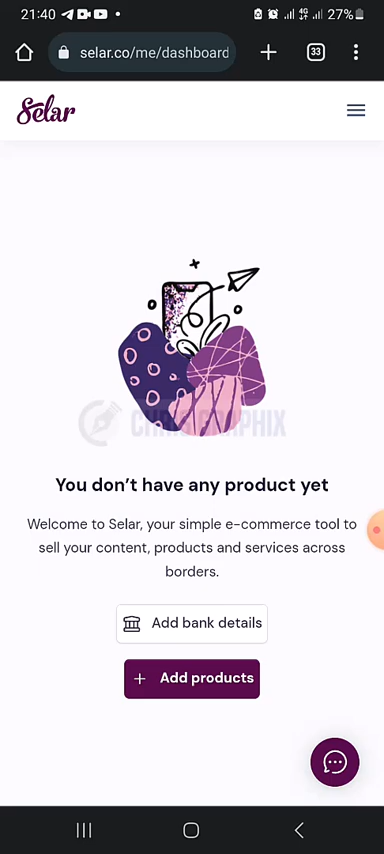 21:40
4G
27%
selar.co/me/dashboard
33
Selar
You don’t have any product yet
Welcome to Selar, your simple e-commerce tool to
sell your content, products and services across
borders.
Add bank details
Add products